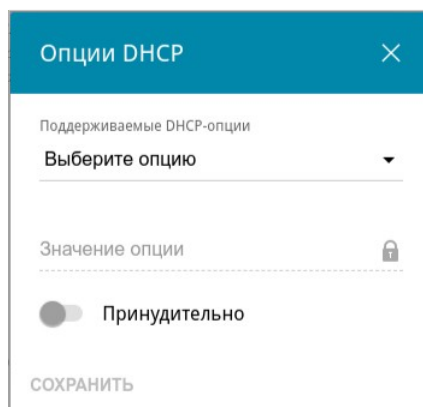 Опции DHCP
Поддерживаемые DHCP-опции
Выберите опцию
Значение опции
Принудительно
СОХРАНИТЬ